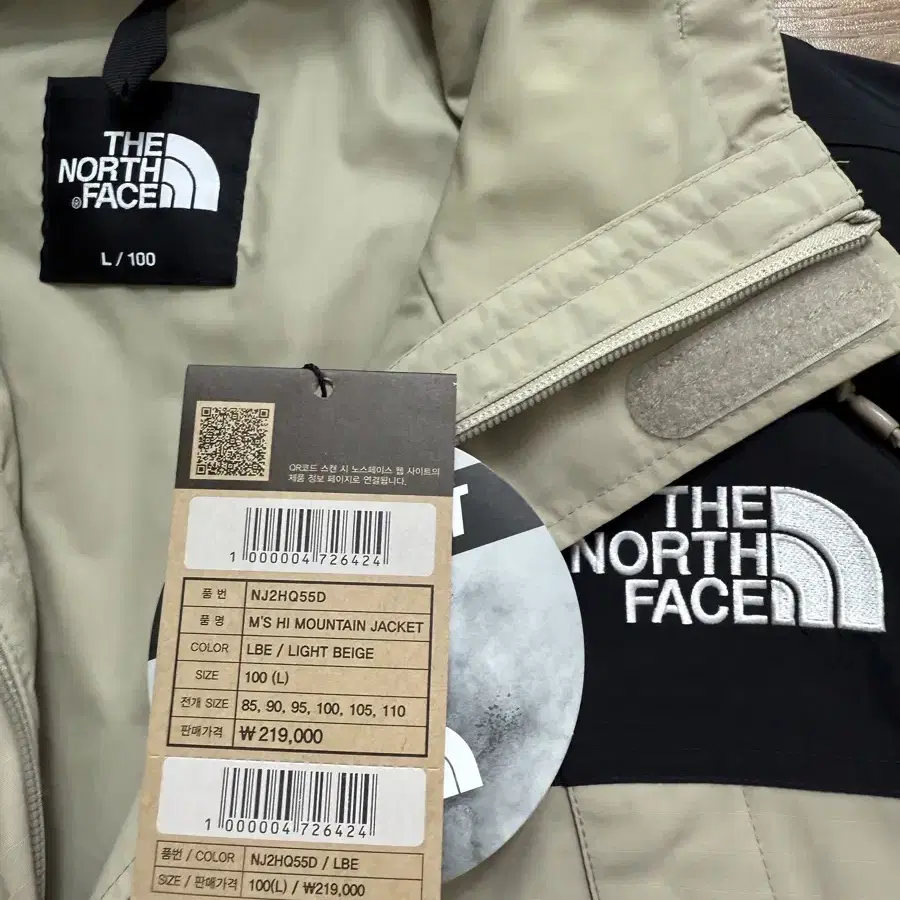 THE
NORTH
FACE
L / 100
QR코드 스캔 시 노스페이스 웹 사이트의
제품 정보 페이지로 연결됩니다.
1 000004 726424
품 번 NJ2HQ55D
품 명 M'S HI MOUNTAIN JACKET
COLOR LBE / LIGHT BEIGE
SIZE 100 (L)
전개 SIZE 85, 90, 95, 100, 105, 110
판매가격 ₩219,000
1 000004 726424
품번 / COLOR NJ2HQ55D / LBE
SIZE / 판매가격 100(L) / ₩219,000
T
THE
NORTH
FACE